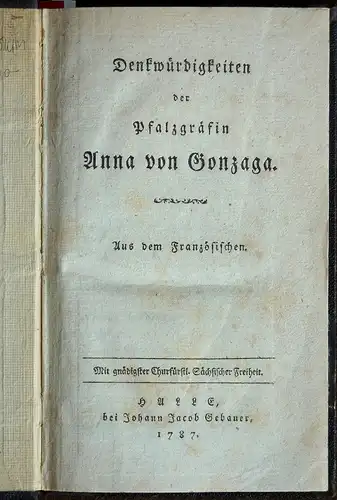 Denkwürdigkeiten
der
Pfalzgräfin
Anna von Gonzaga.
Aus dem Französischen.
Mit gnädigster Churfürstl. Sächsischer Freiheit.
HALLE,
bei Johann Jacob Gebauer,
1787.